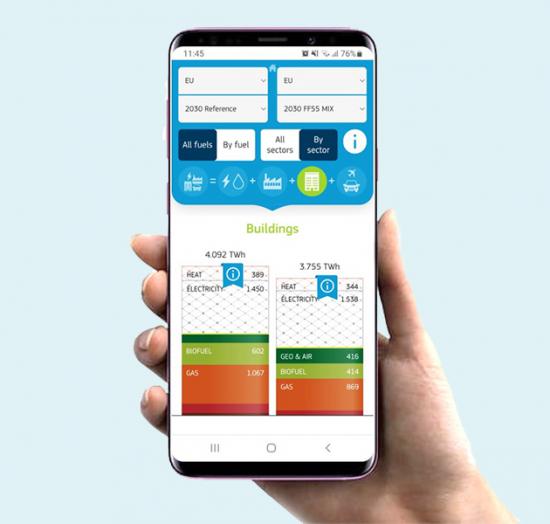 11:45 76%
EU EU
2030 Reference 2030 FF55 MIX
All fuels By fuel All sectors By sector i
= + + +
Buildings
4.092 TWh 3.755 TWh
HEAT 389 HEAT 344
ELECTRICITY 1.450 ELECTRICITY 1.538
BIOFUEL 602 GEO & AIR 416
BIOFUEL 414
GAS 1.067 GAS 869